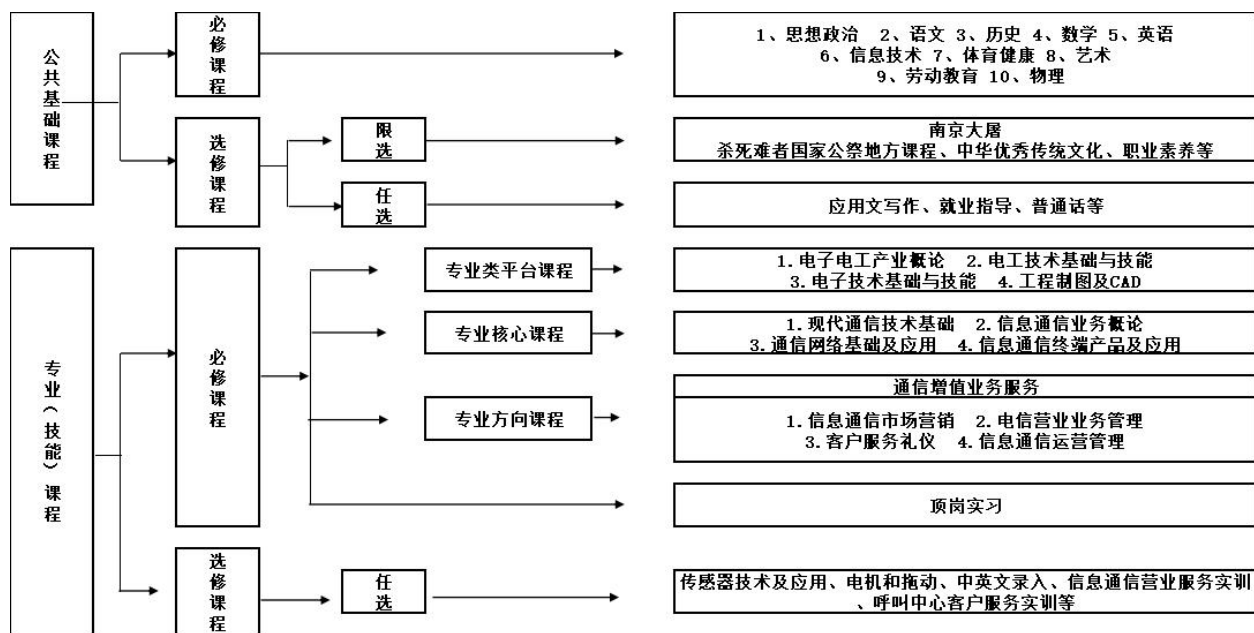 公共基础课程
必修课程
1、思想政治 2、语文 3、历史 4、数学 5、英语
6、信息技术 7、体育健康 8、艺术
9、劳动教育 10、物理
选修课程
限选
南京大屠
杀死难者国家公祭地方课程、中华优秀传统文化、职业素养等
任选
应用文写作、就业指导、普通话等
专业（技能）课程
必修课程
专业类平台课程
1.电子电工产业概论 2.电工技术基础与技能
3.电子技术基础与技能 4.工程制图及CAD
专业核心课程
1.现代通信技术基础 2.信息通信业务概论
3.通信网络基础及应用 4.信息通信终端产品及应用
专业方向课程
通信增值业务服务
1.信息通信市场营销 2.电信营业业务管理
3.客户服务礼仪 4.信息通信运营管理
顶岗实习
选修课程
任选
传感器技术及应用、电机和拖动、中英文录入、信息通信营业服务实训
、呼叫中心客户服务实训等